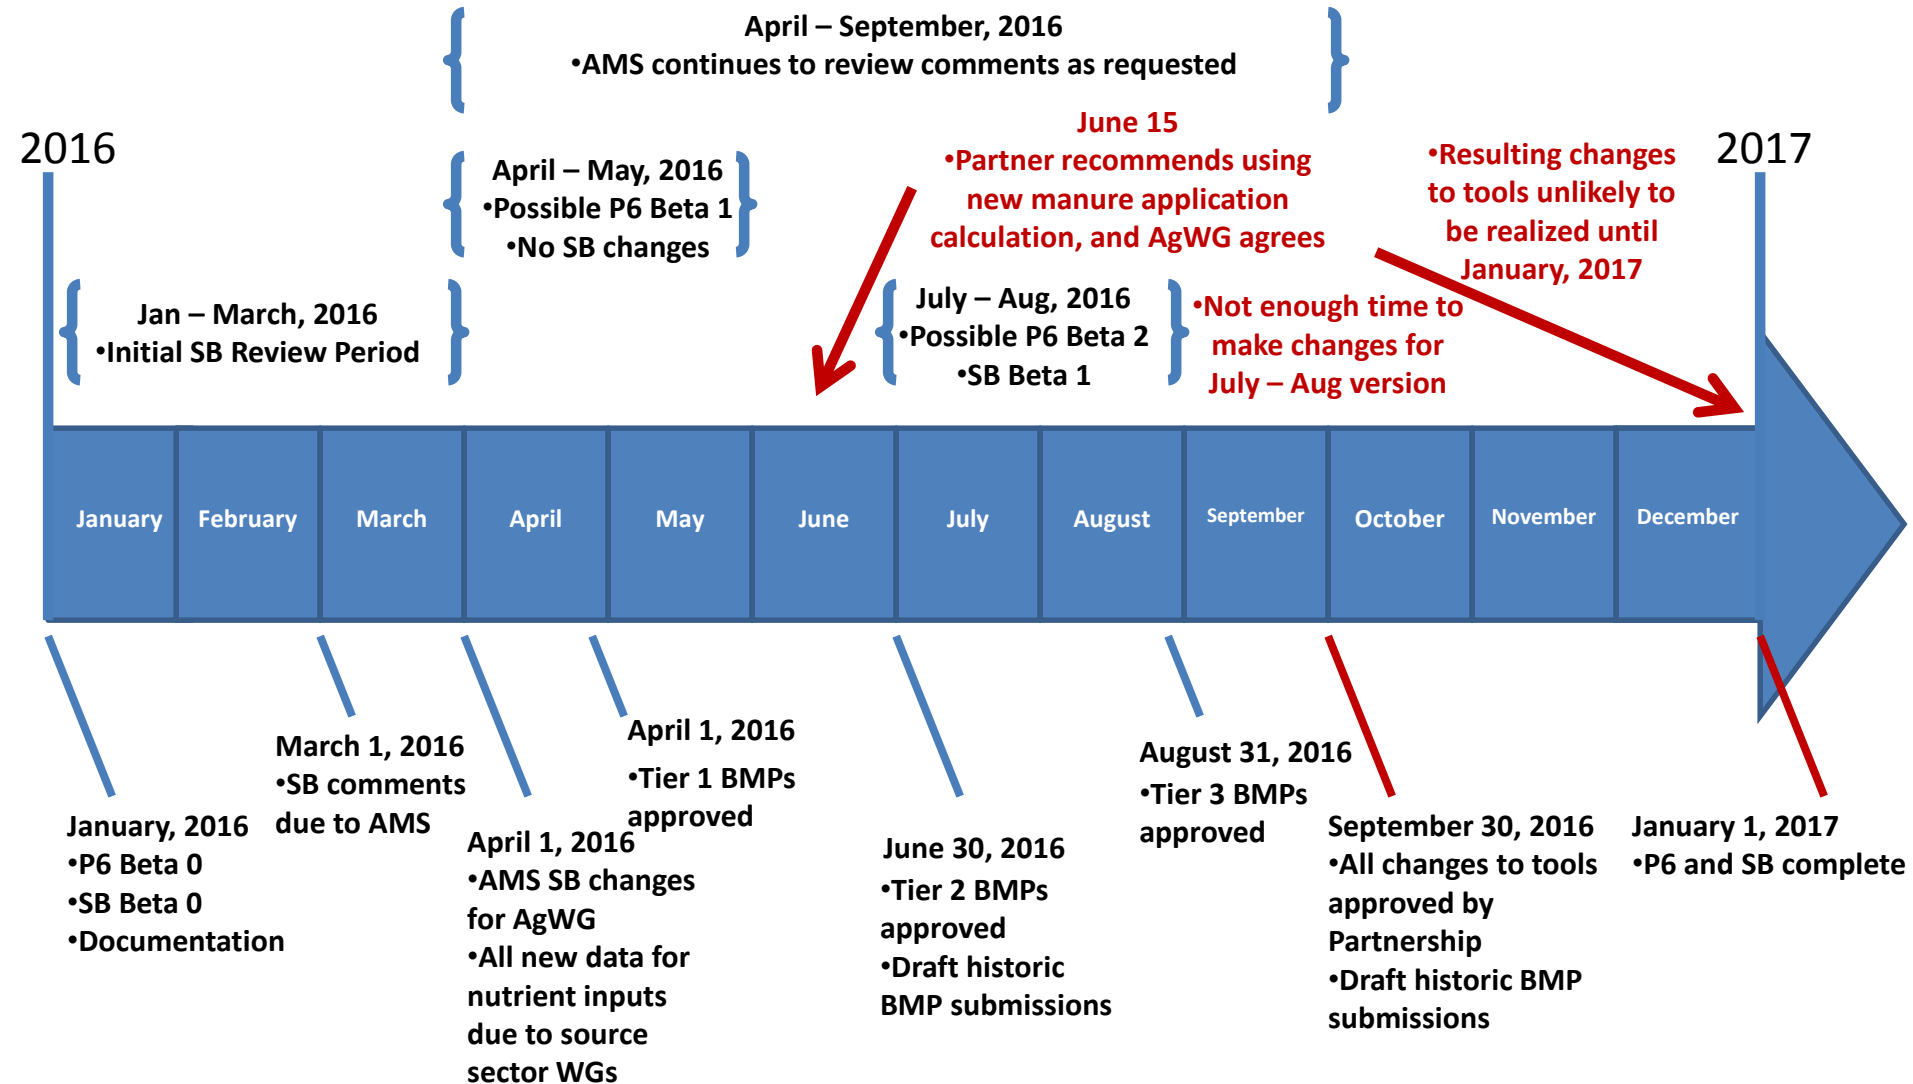 April – September, 2016
•AMS continues to review comments as requested
2016
April – May, 2016
•Possible P6 Beta 1
•No SB changes
June 15
•Partner recommends using
new manure application
calculation, and AgWG agrees
•Resulting changes
to tools unlikely to
be realized until
January, 2017
2017
Jan – March, 2016
•Initial SB Review Period
July – Aug, 2016
•Possible P6 Beta 2
•SB Beta 1
•Not enough time to
make changes for
July – Aug version
January
February
March
April
May
June
July
August
September
October
November
December
January, 2016
•P6 Beta 0
•SB Beta 0
•Documentation
March 1, 2016
•SB comments
due to AMS
April 1, 2016
•AMS SB changes
for AgWG
•All new data for
nutrient inputs
due to source
sector WGs
April 1, 2016
•Tier 1 BMPs
approved
June 30, 2016
•Tier 2 BMPs
approved
•Draft historic
BMP submissions
August 31, 2016
•Tier 3 BMPs
approved
September 30, 2016
•All changes to tools
approved by
Partnership
•Draft historic BMP
submissions
January 1, 2017
•P6 and SB complete